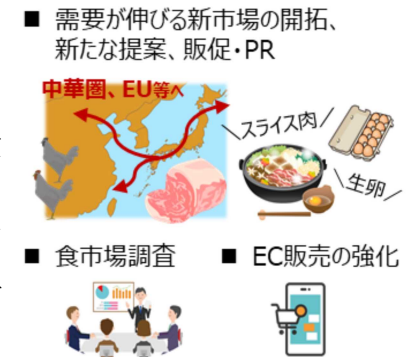 ■ 需要が伸びる新市場の開拓、
新たな提案、販促・PR
中華圏、EU等へ
＼スライス肉／
＼生卵／
■ 食市場調査
■ EC販売の強化